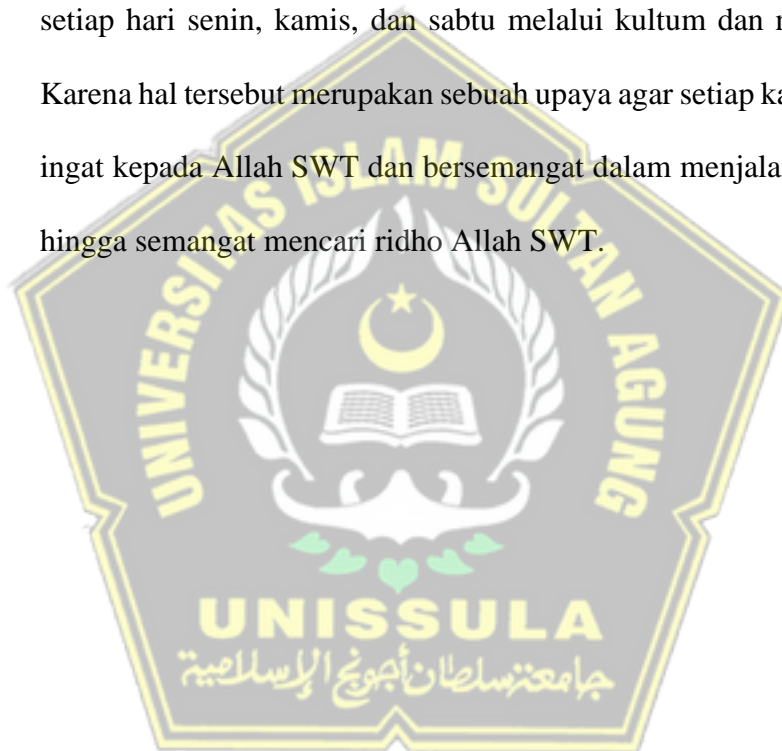 setiap hari senin, kamis, dan sabtu melalui kultum dan
Karena hal tersebut merupakan sebuah upaya agar setiap
ingat kepada Allah SWT dan bersemangat dalam
hingga semangat mencari ridho Allah SWT.
UNIVERSITAS ISLAM SULTAN AGUNG
UNISSULA
جامعة سلطان أجونج الإسلامية